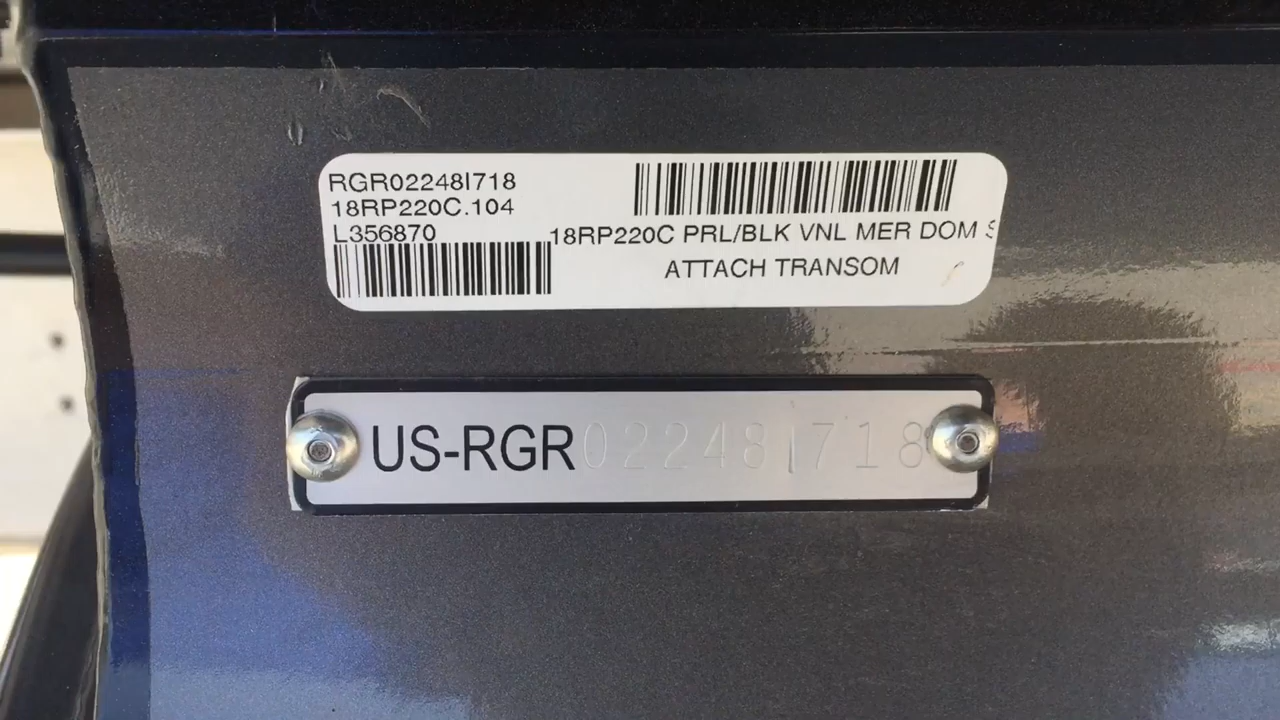 RGR02248I718
18RP220C.104
L356870
18RP220C PRL/BLK VNL MER DOM S
ATTACH TRANSOM
US-RGR02248I718